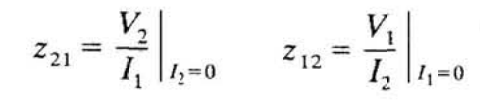 z₂₁ = V₂/I₁ |I₂=0    z₁₂ = V₁/I₂ |I₁=0